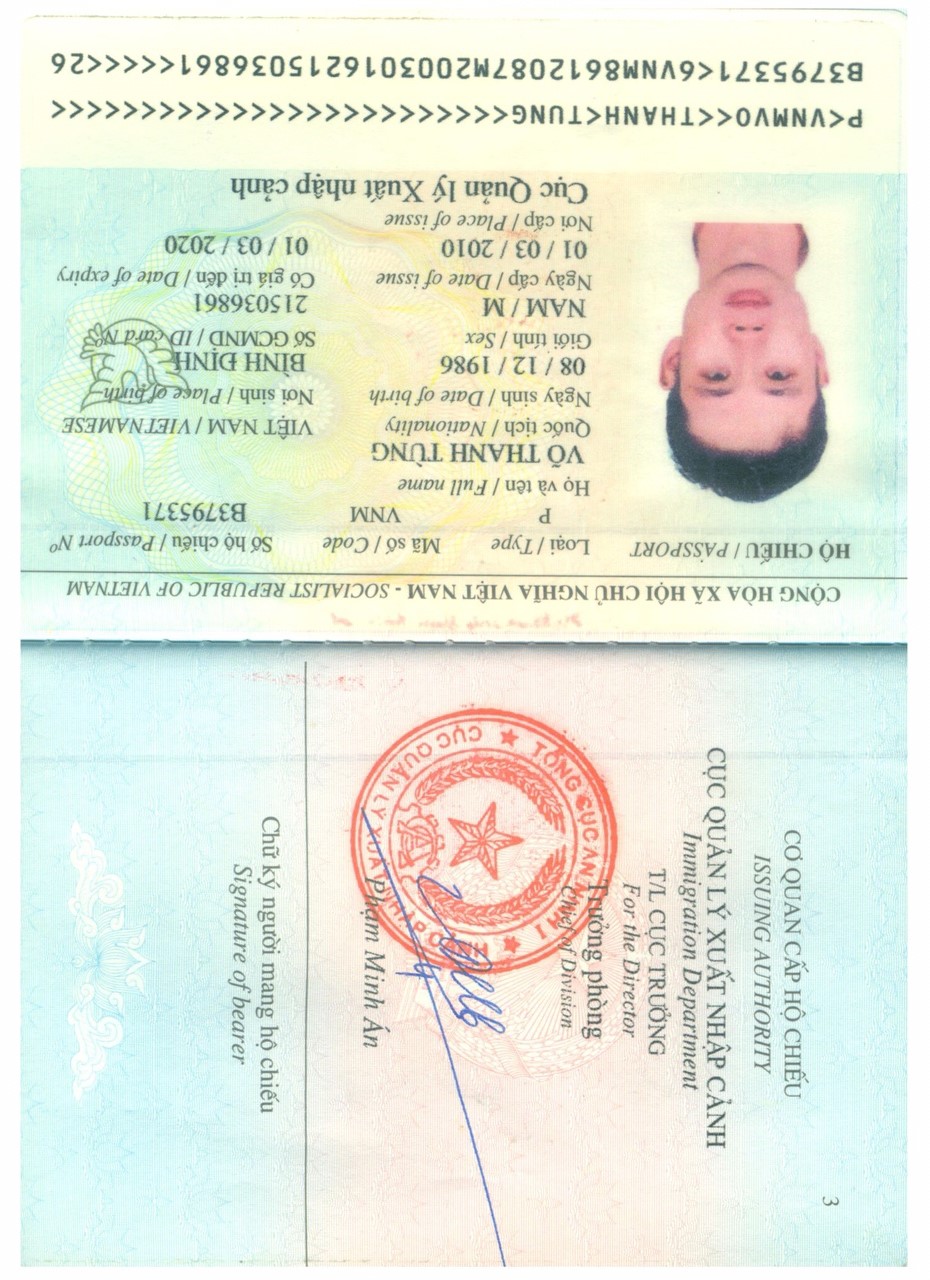 CỘNG HÒA XÃ HỘI CHỦ NGHĨA VIỆT NAM - SOCIALIST REPUBLIC OF VIETNAM
HỘ CHIẾU / PASSPORT
Loại / Type Mã số / Code Số hộ chiếu / Passport Nº
P VNM B3795371
Họ và tên / Full name
VÕ THANH TÙNG
Quốc tịch / Nationality
VIỆT NAM / VIETNAMESE
Ngày sinh / Date of birth Nơi sinh / Place of birth
08 / 12 / 1986 BÌNH ĐỊNH
Giới tính / Sex Số GCMND / ID card Nº
NAM / M 215036861
Ngày cấp / Date of issue Có giá trị đến / Date of expiry
01 / 03 / 2010 01 / 03 / 2020
Nơi cấp / Place of issue
Cục Quản lý Xuất nhập cảnh
P<VNMVO<<THANH<TUNG<<<<<<<<<<<<<<<<<<<<<<<<<
B3795371<6VNM8612087M2003016215036861<<<<<26
3
CƠ QUAN CẤP HỘ CHIẾU
ISSUING AUTHORITY
CỤC QUẢN LÝ XUẤT NHẬP CẢNH
Immigration Department
T/L CỤC TRƯỞNG
For the Director
Trưởng phòng
Chief of Division
TỔNG CỤC AN NINH I
CỤC QUẢN LÝ XUẤT NHẬP CẢNH
Phạm Minh Án
Chữ ký người mang hộ chiếu
Signature of bearer